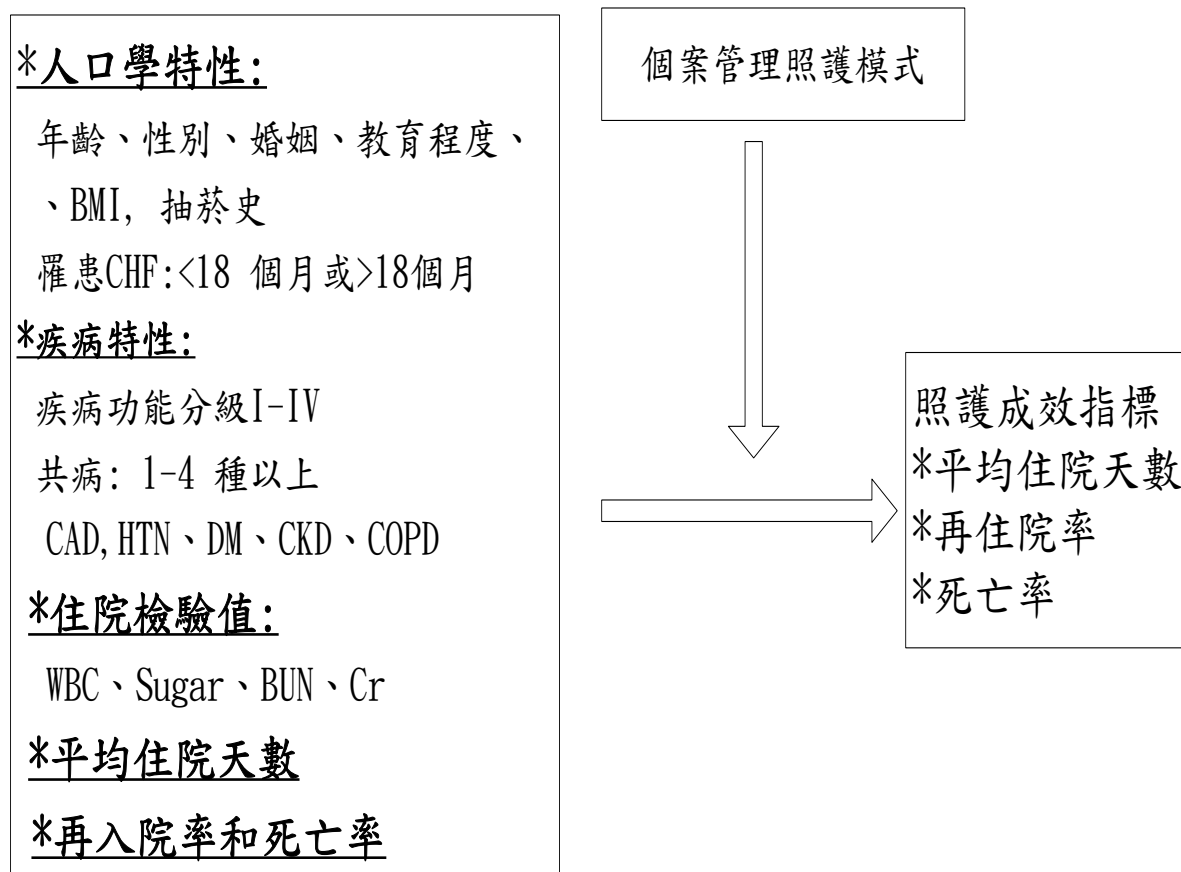 *人口學特性:
年齡、性別、婚姻、教育程度、
、BMI, 抽菸史
罹患CHF:<18 個月或>18個月
*疾病特性:
疾病功能分級I-IV
共病: 1-4 種以上
CAD,HTN、DM、CKD、COPD
*住院檢驗值:
WBC、Sugar、BUN、Cr
*平均住院天數
*再入院率和死亡率
個案管理照護模式
照護成效指標
*平均住院天數
*再住院率
*死亡率